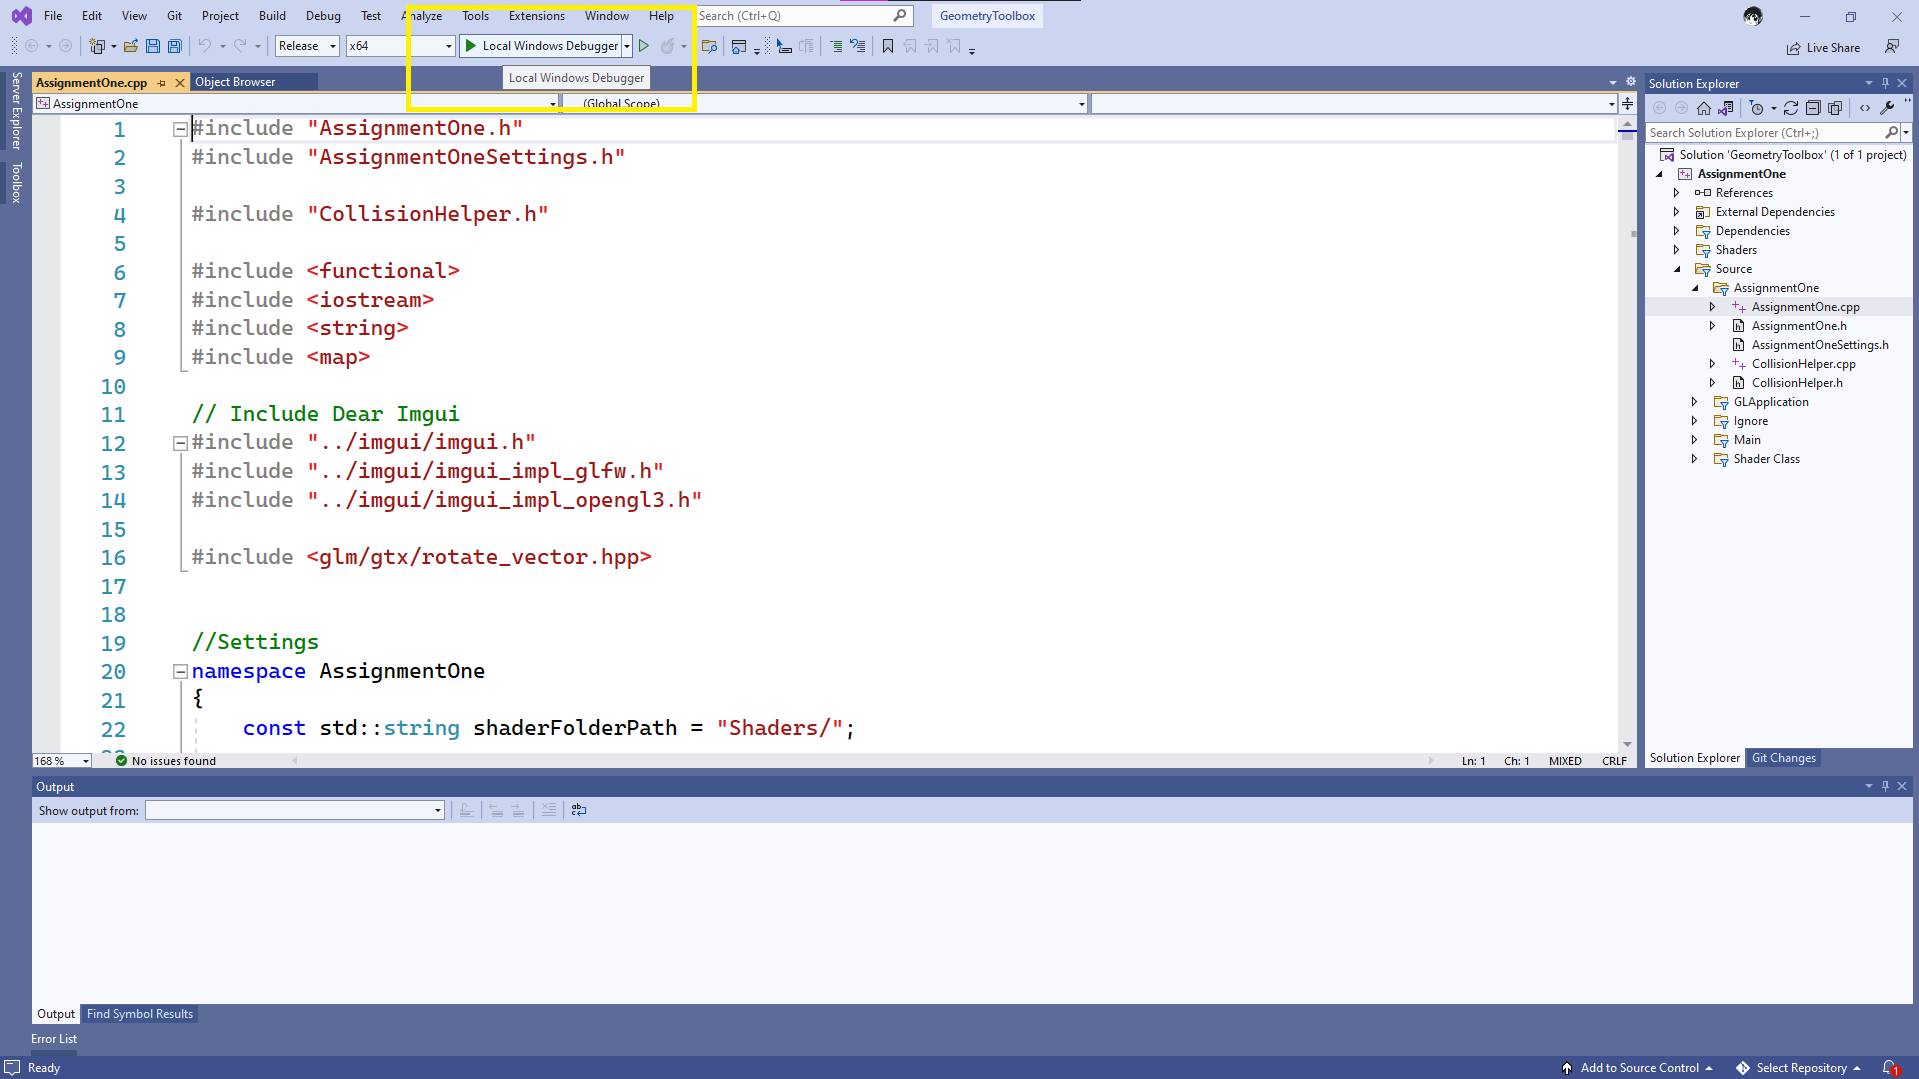 File Edit View Git Project Build Debug Test Analyze Tools Extensions Window Help Search (Ctrl+Q) GeometryToolbox
Release x64 Local Windows Debugger Live Share
Local Windows Debugger
AssignmentOne.cpp Object Browser
AssignmentOne (Global Scope)
Server Explorer
Toolbox
1 #include "AssignmentOne.h"
2 #include "AssignmentOneSettings.h"
3
4 #include "CollisionHelper.h"
5
6 #include <functional>
7 #include <iostream>
8 #include <string>
9 #include <map>
10
11 // Include Dear Imgui
12 #include "../imgui/imgui.h"
13 #include "../imgui/imgui_impl_glfw.h"
14 #include "../imgui/imgui_impl_opengl3.h"
15
16 #include <glm/gtx/rotate_vector.hpp>
17
18
19 //Settings
20 namespace AssignmentOne
21 {
22 const std::string shaderFolderPath = "Shaders/";
168 % No issues found Ln: 1 Ch: 1 MIXED CRLF
Solution Explorer
Search Solution Explorer (Ctrl+;)
Solution 'GeometryToolbox' (1 of 1 project)
AssignmentOne
References
External Dependencies
Dependencies
Shaders
Source
AssignmentOne
AssignmentOne.cpp
AssignmentOne.h
AssignmentOneSettings.h
CollisionHelper.cpp
CollisionHelper.h
GLApplication
Ignore
Main
Shader Class
Solution Explorer Git Changes
Output
Show output from:
Output Find Symbol Results
Error List
Ready Add to Source Control Select Repository 1